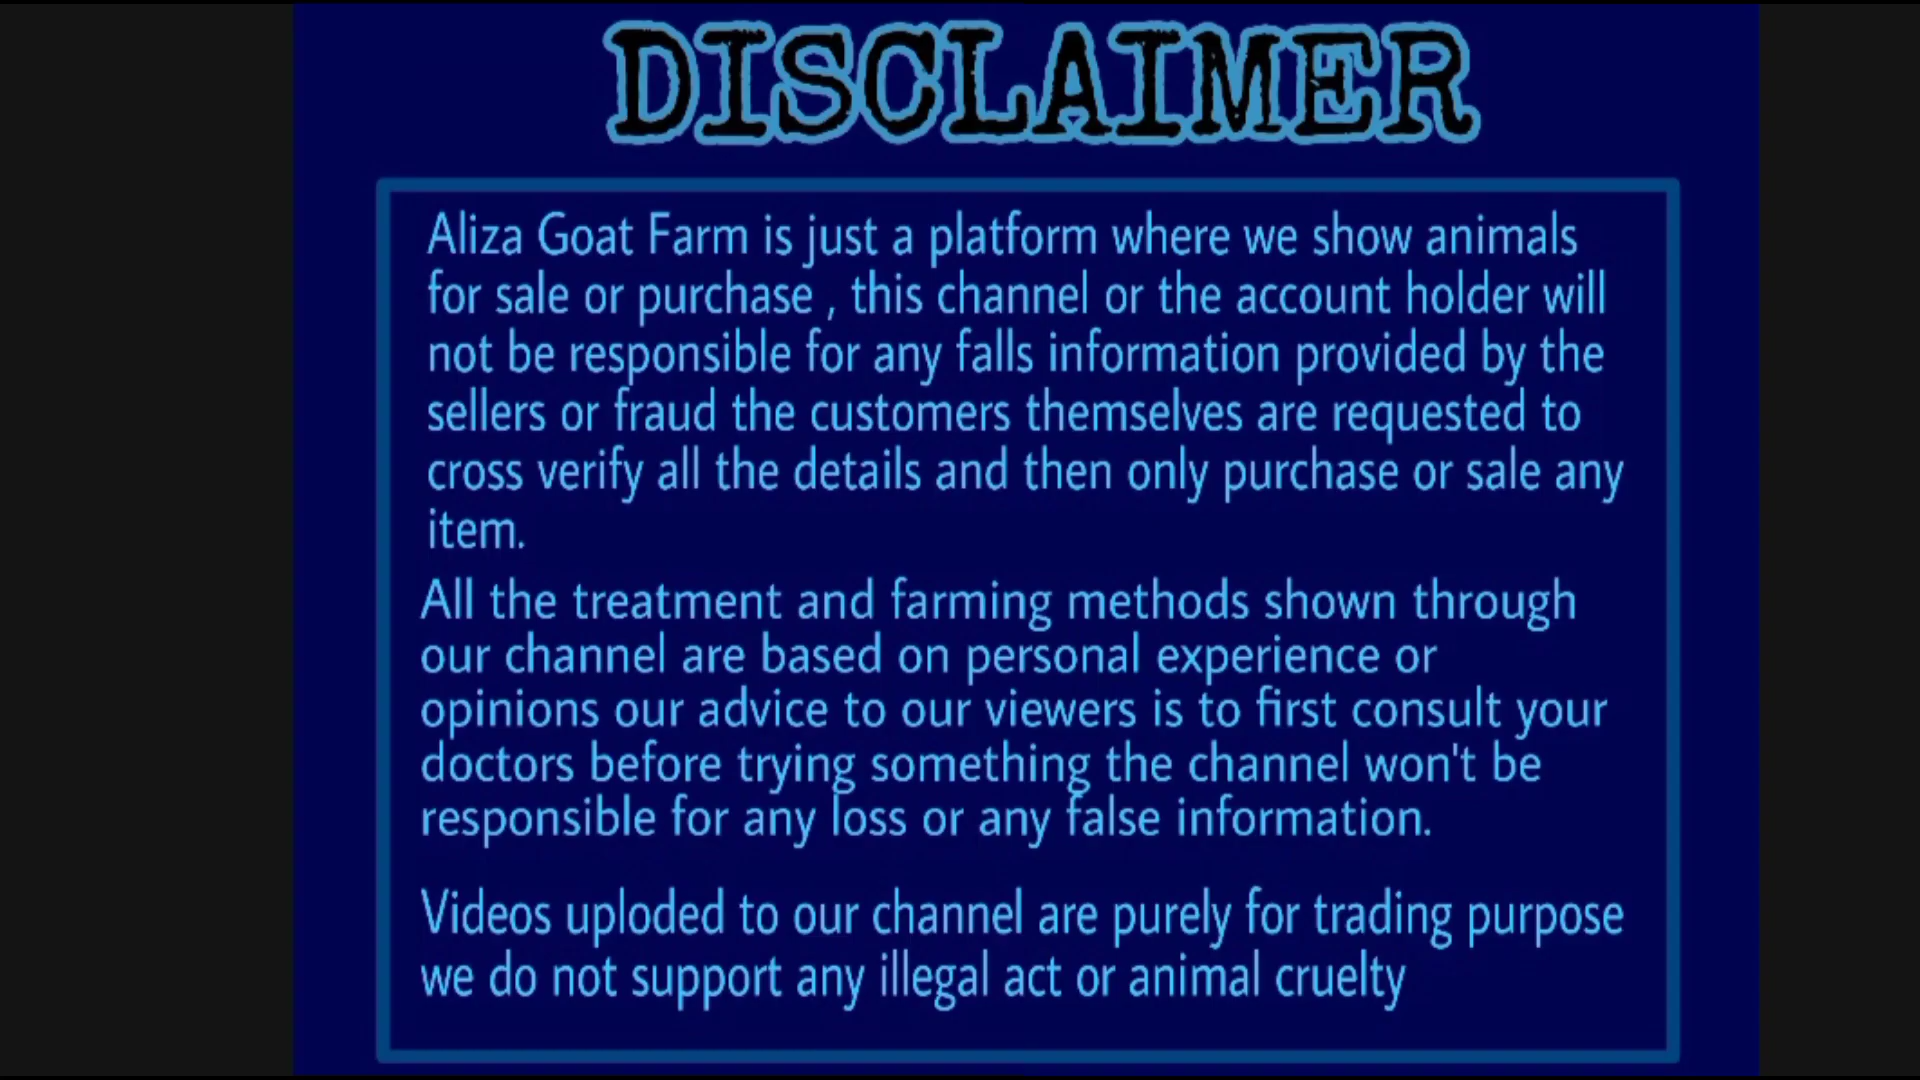 DISCLAIMER
Aliza Goat Farm is just a platform where we show animals
for sale or purchase , this channel or the account holder will
not be responsible for any falls information provided by the
sellers or fraud the customers themselves are requested to
cross verify all the details and then only purchase or sale any
item.
All the treatment and farming methods shown through
our channel are based on personal experience or
opinions our advice to our viewers is to first consult your
doctors before trying something the channel won't be
responsible for any loss or any false information.
Videos uploded to our channel are purely for trading purpose
we do not support any illegal act or animal cruelty